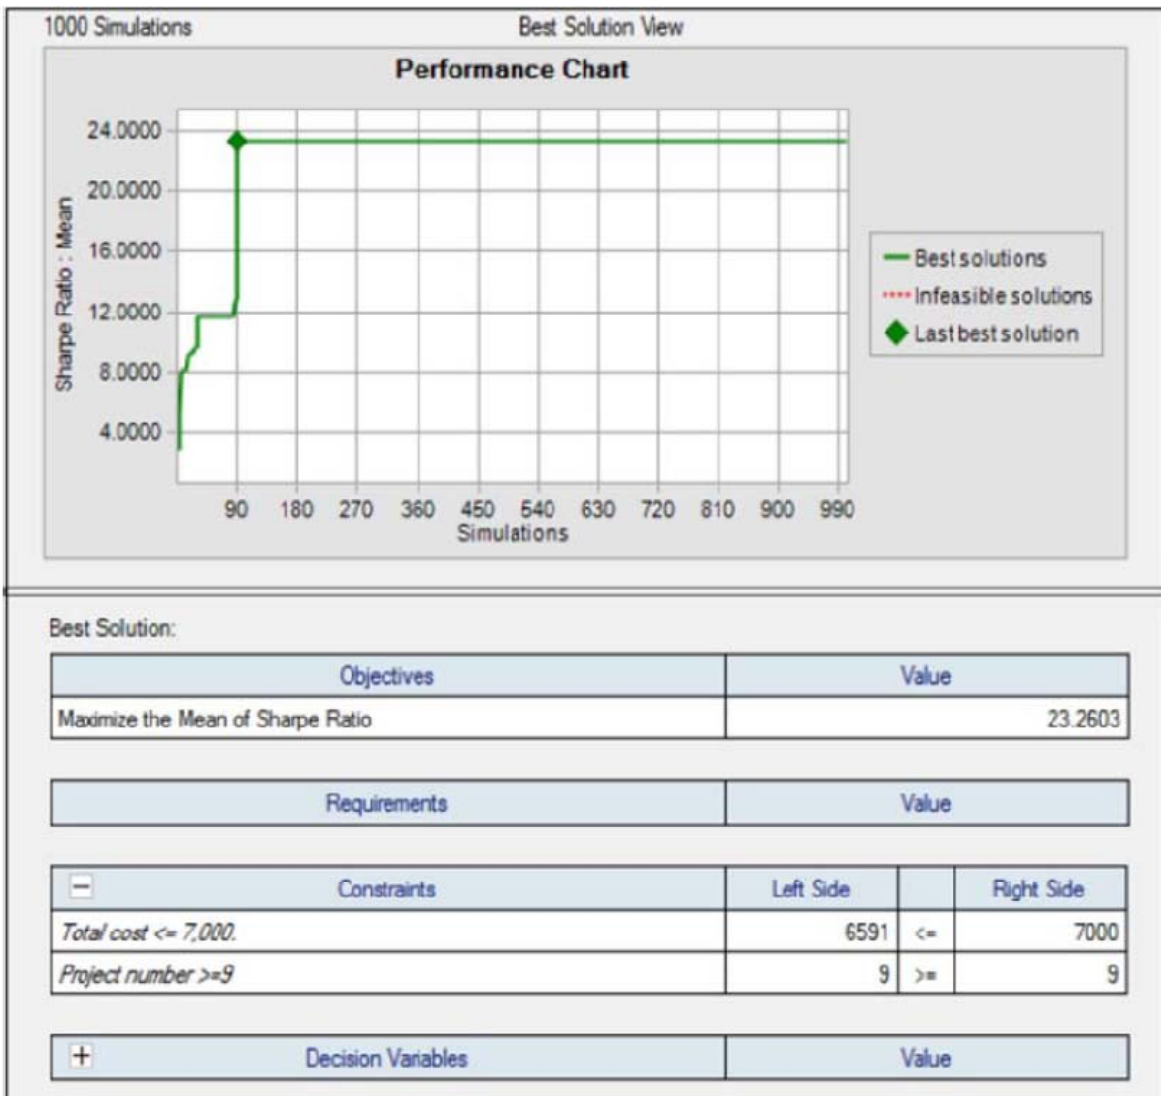 1000 Simulations Best Solution View
Performance Chart
24.0000
20.0000
16.0000
12.0000
8.0000
4.0000
Sharpe Ratio : Mean
90 180 270 360 450 540 630 720 810 900 990
Simulations
Best solutions
Infeasible solutions
Last best solution
Best Solution:
Objectives Value
Maximize the Mean of Sharpe Ratio 23.2603
Requirements Value
Constraints Left Side Right Side
Total cost <= 7,000. 6591 <= 7000
Project number >=9 9 >= 9
Decision Variables Value